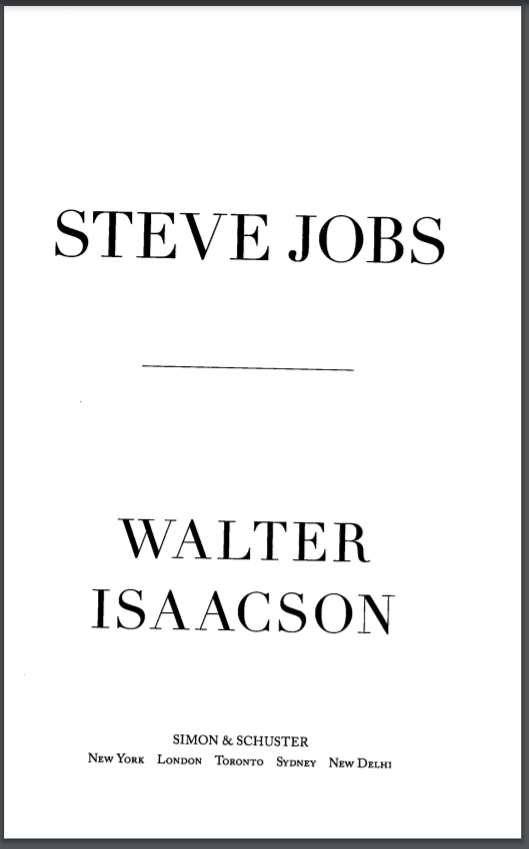 STEVE JOBS
WALTER
ISAACSON
SIMON & SCHUSTER
NEW YORK LONDON TORONTO SYDNEY NEW DELHI